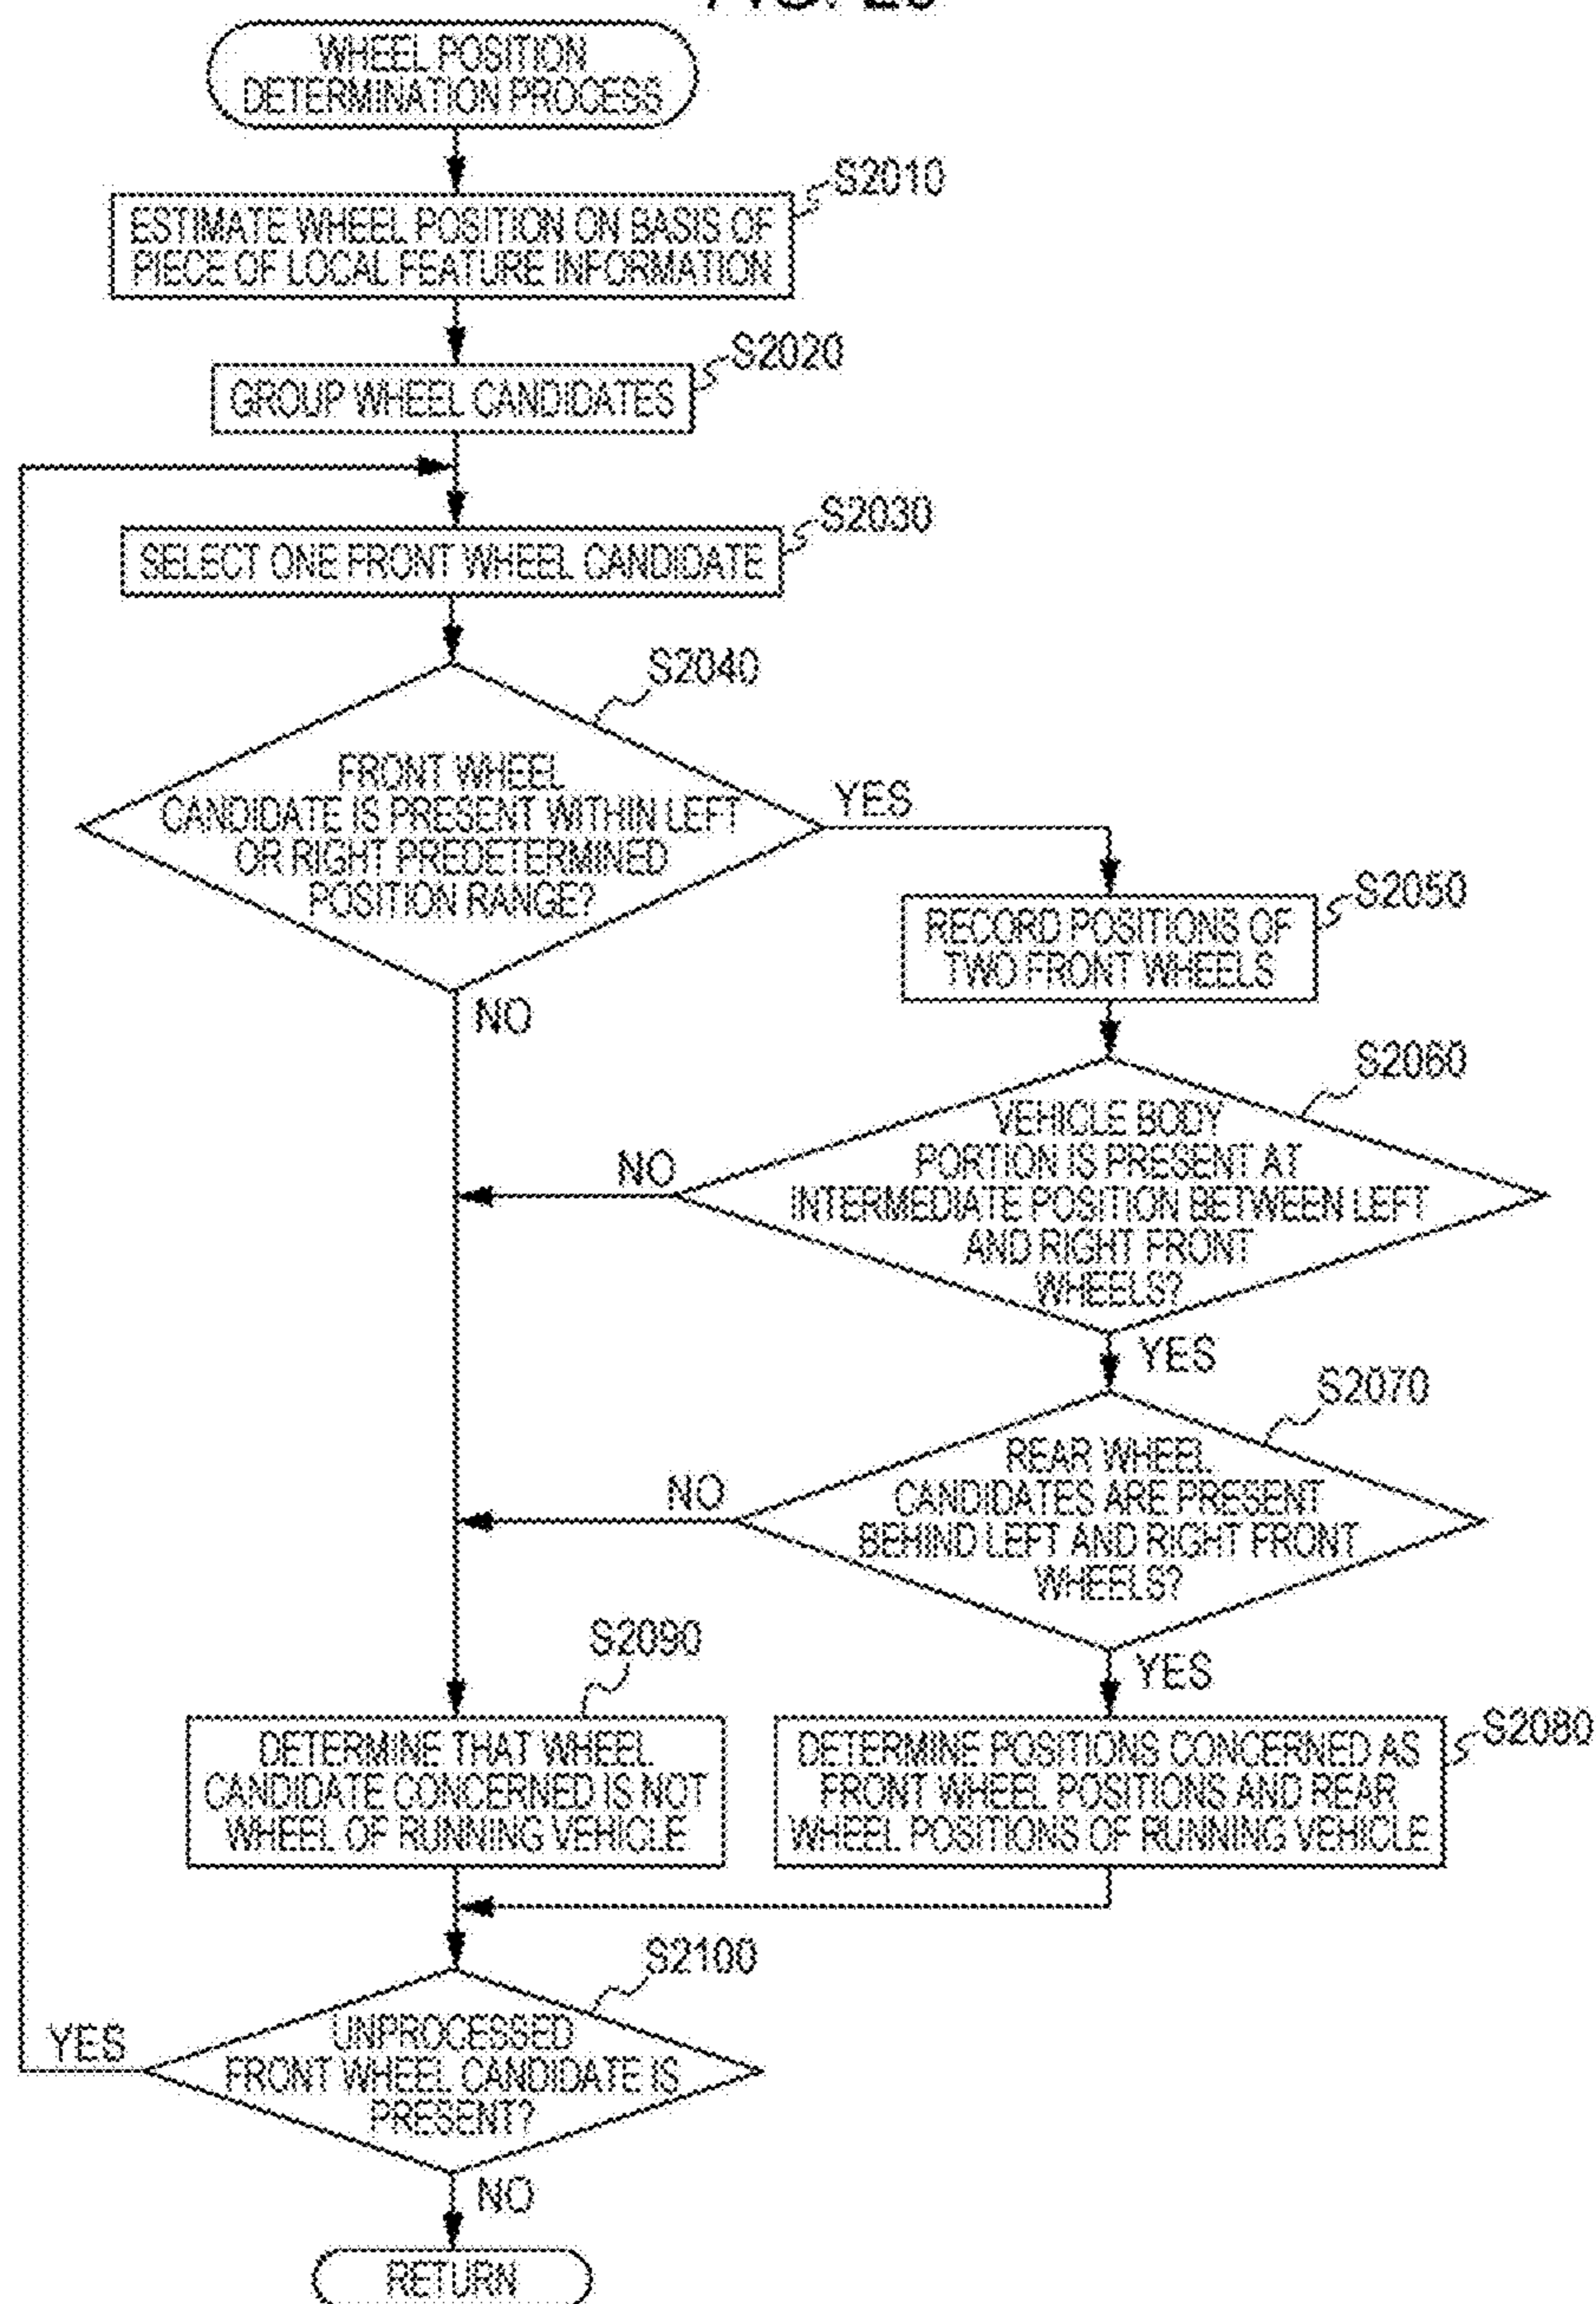 WHEEL POSITION
DETERMINATION PROCESS
S2010
ESTIMATE WHEEL POSITION ON BASIS OF
PIECE OF LOCAL FEATURE INFORMATION
S2020
GROUP WHEEL CANDIDATES
S2030
SELECT ONE FRONT WHEEL CANDIDATE
S2040
FRONT WHEEL
CANDIDATE IS PRESENT WITHIN LEFT
OR RIGHT PREDETERMINED
POSITION RANGE?
YES
NO
S2050
RECORD POSITIONS OF
TWO FRONT WHEELS
S2060
VEHICLE BODY
PORTION IS PRESENT AT
INTERMEDIATE POSITION BETWEEN LEFT
AND RIGHT FRONT
WHEELS?
NO
YES
S2070
REAR WHEEL
CANDIDATES ARE PRESENT
BEHIND LEFT AND RIGHT FRONT
WHEELS?
NO
YES
S2090
DETERMINE THAT WHEEL
CANDIDATE CONCERNED IS NOT
WHEEL OF RUNNING VEHICLE
S2080
DETERMINE POSITIONS CONCERNED AS
FRONT WHEEL POSITIONS AND REAR
WHEEL POSITIONS OF RUNNING VEHICLE
S2100
UNPROCESSED
FRONT WHEEL CANDIDATE IS
PRESENT?
YES
NO
RETURN